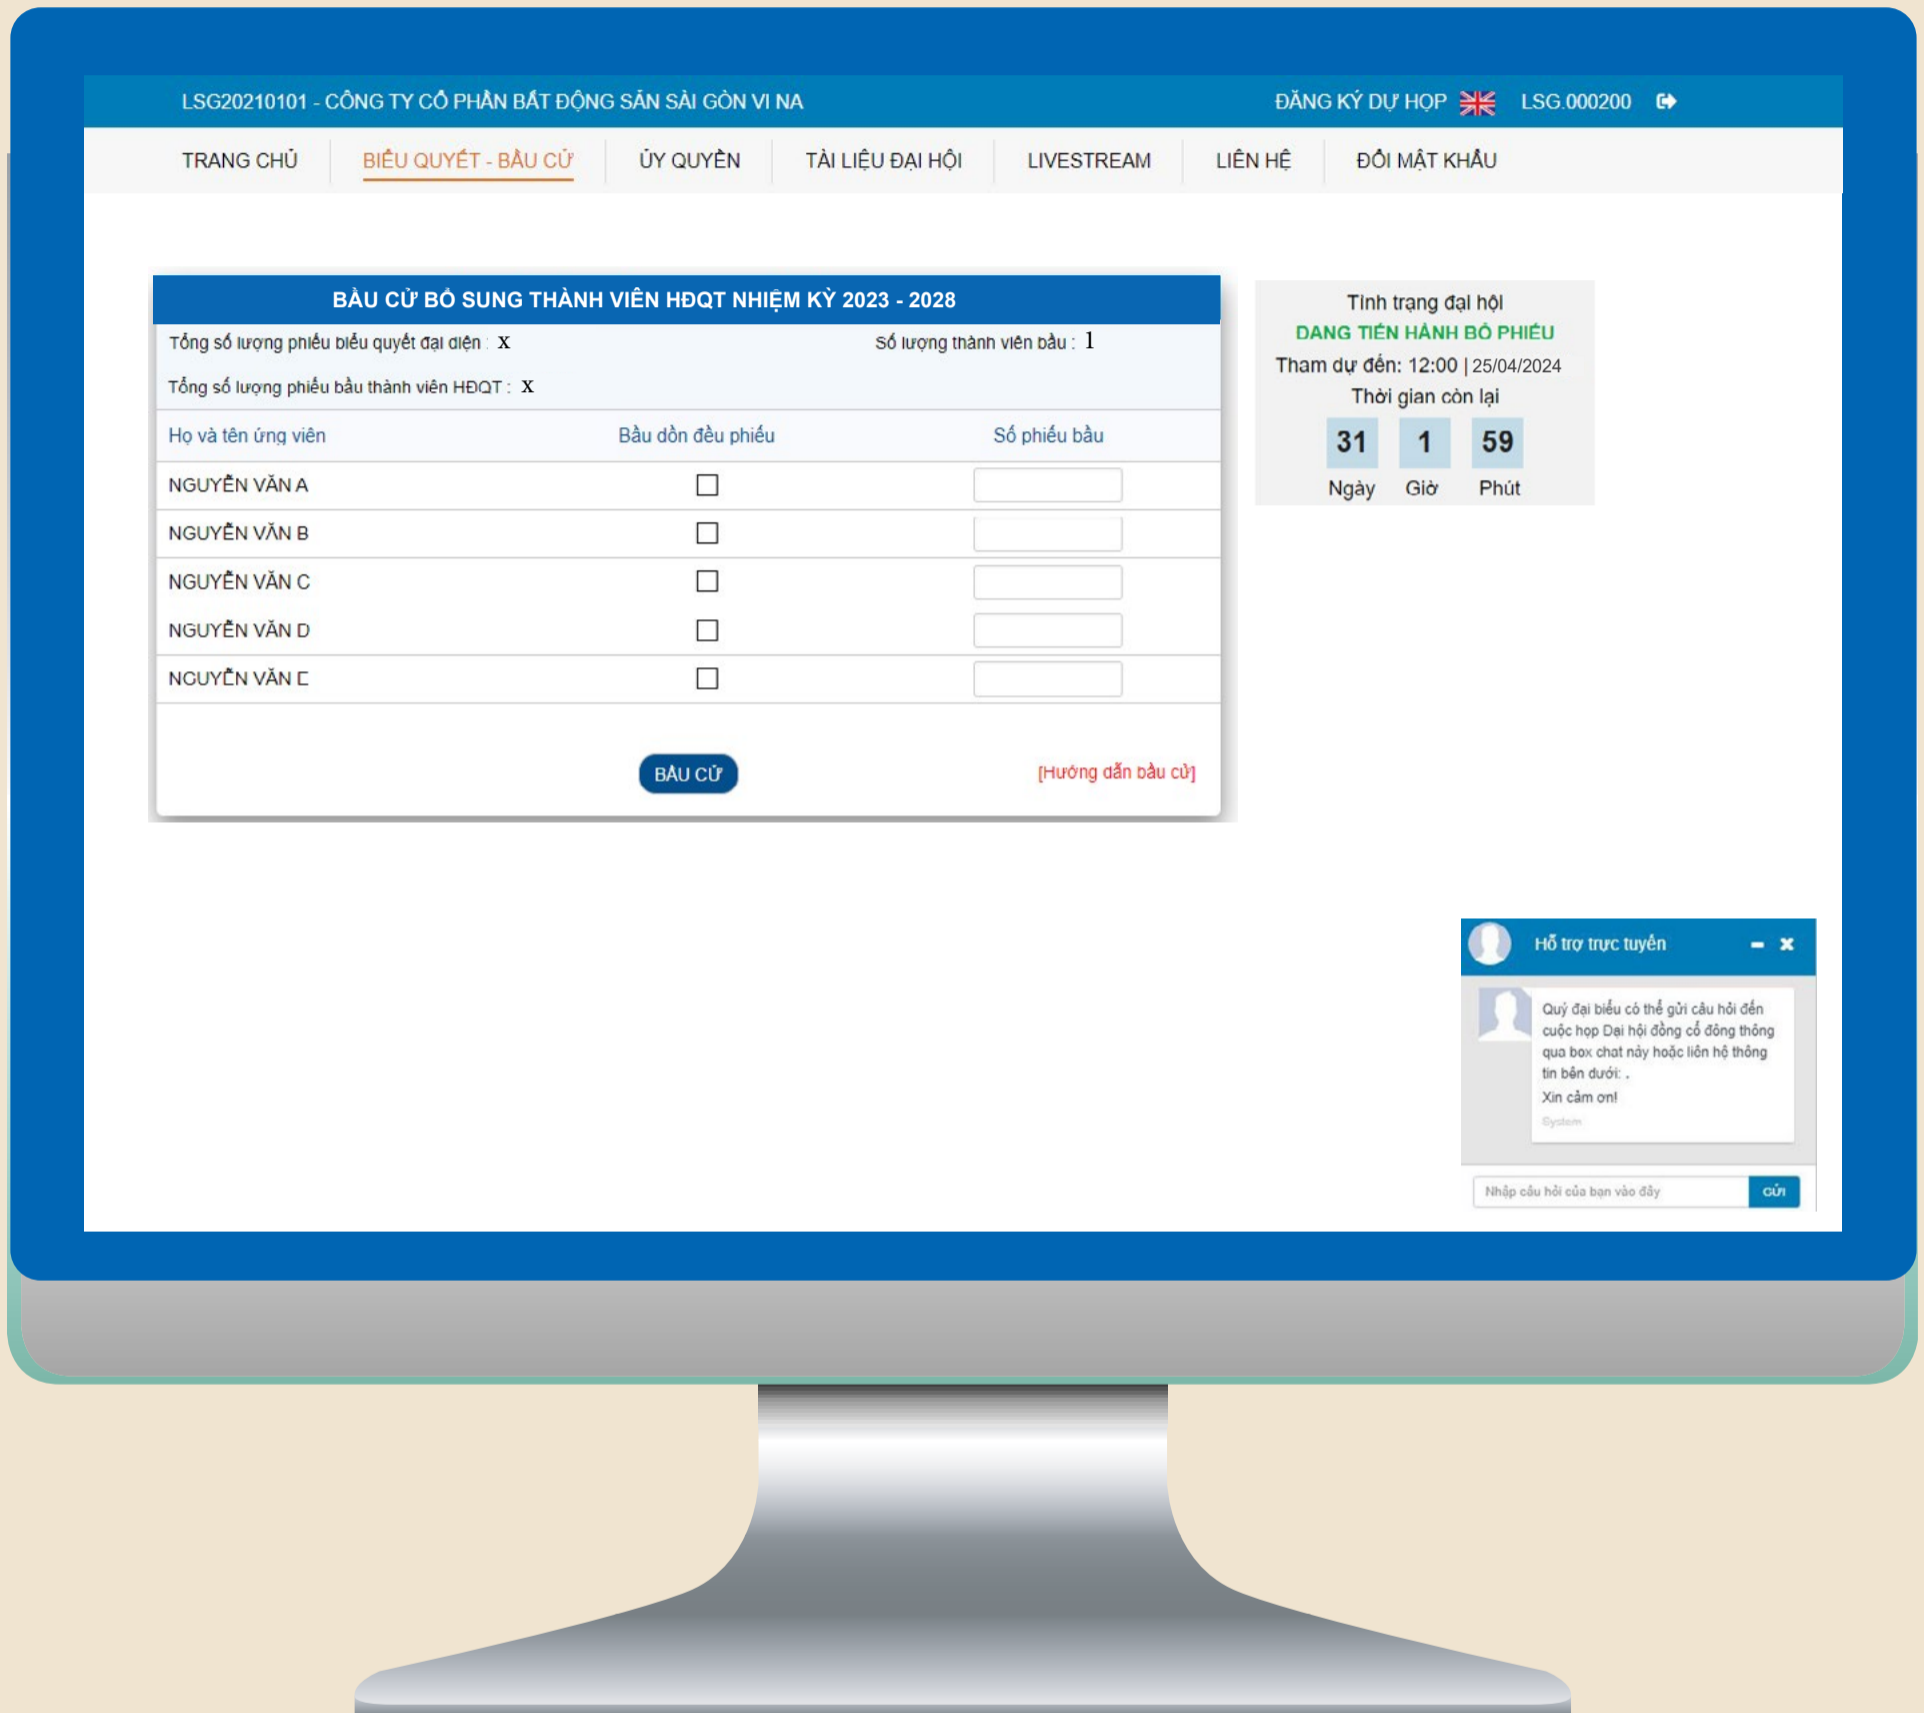 LSG20210101 - CÔNG TY CỔ PHẦN BẤT ĐỘNG SẢN SÀI GÒN VI NA
ĐĂNG KÝ DỰ HỌP LSG.000200
TRANG CHỦ BIỂU QUYẾT - BẦU CỬ ỦY QUYỀN TÀI LIỆU ĐẠI HỘI LIVESTREAM LIÊN HỆ ĐỔI MẬT KHẨU
BẦU CỬ BỔ SUNG THÀNH VIÊN HĐQT NHIỆM KỲ 2023 - 2028
Tổng số lượng phiếu biểu quyết đại diện : x Số lượng thành viên bầu : 1
Tổng số lượng phiếu bầu thành viên HĐQT : x
Họ và tên ứng viên Bầu dồn đều phiếu Số phiếu bầu
NGUYỄN VĂN A
NGUYỄN VĂN B
NGUYỄN VĂN C
NGUYỄN VĂN D
NGUYỄN VĂN E
BẦU CỬ [Hướng dẫn bầu cử]
Tình trạng đại hội
ĐANG TIẾN HÀNH BỎ PHIẾU
Tham dự đến: 12:00 | 25/04/2024
Thời gian còn lại
31 1 59
Ngày Giờ Phút
Hỗ trợ trực tuyến
Quý đại biểu có thể gửi câu hỏi đến
cuộc họp Đại hội đồng cổ đông thông
qua box chat này hoặc liên hệ thông
tin bên dưới: .
Xin cảm ơn!
System
Nhập câu hỏi của bạn vào đây GỬI